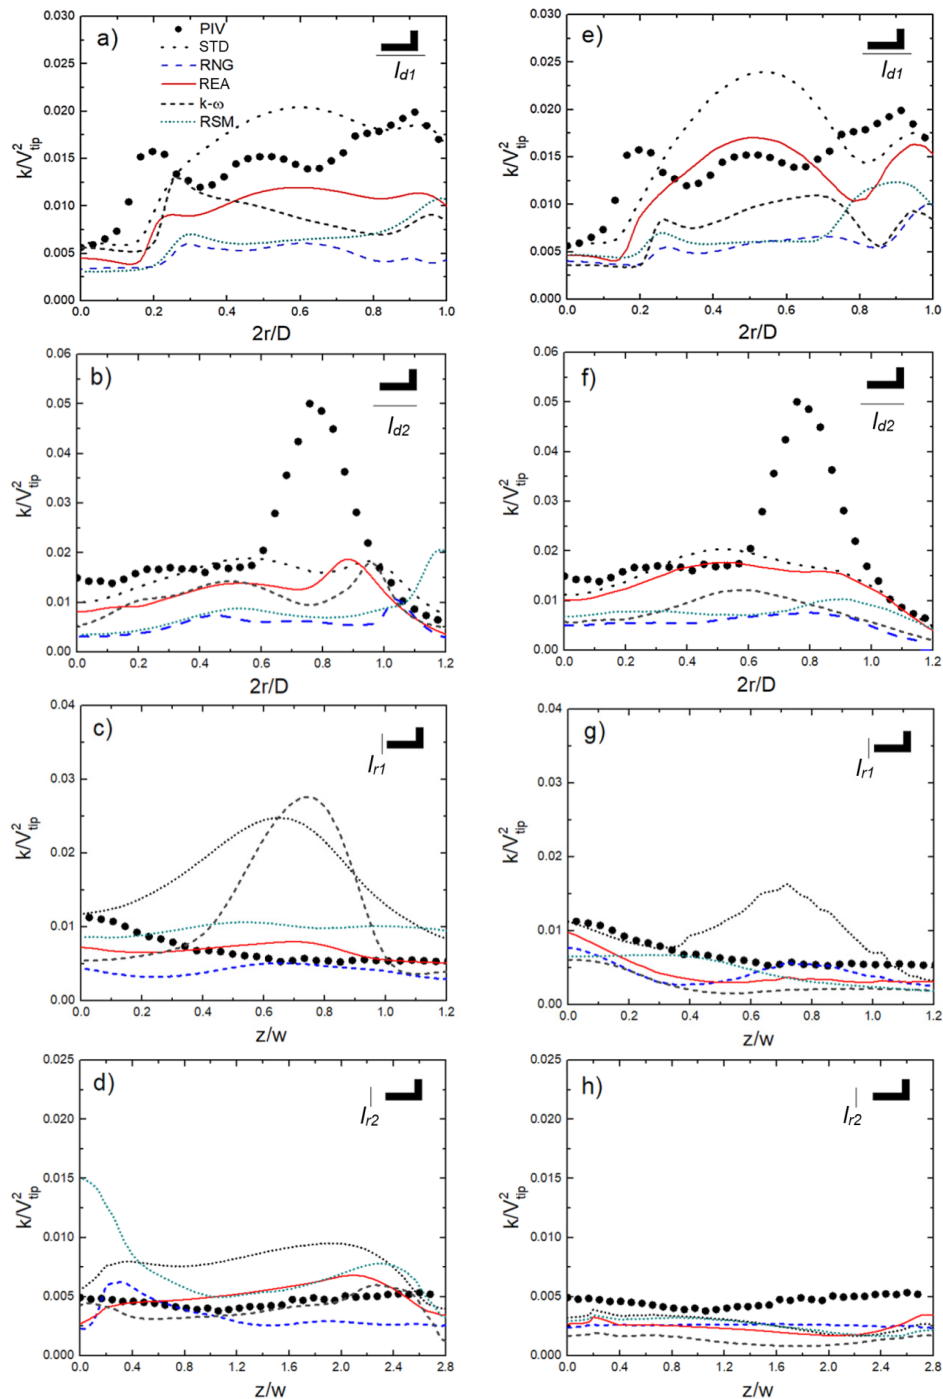 a)
PIV
STD
RNG
REA
k-ω
RSM
l_d1
k/V²_tip
0.030
0.025
0.020
0.015
0.010
0.005
0.000
0.0 0.2 0.4 0.6 0.8 1.0
2r/D
e)
l_d1
k/V²_tip
0.030
0.025
0.020
0.015
0.010
0.005
0.000
0.0 0.2 0.4 0.6 0.8 1.0
2r/D
b)
l_d2
k/V²_tip
0.06
0.05
0.04
0.03
0.02
0.01
0.00
0.0 0.2 0.4 0.6 0.8 1.0 1.2
2r/D
f)
l_d2
k/V²_tip
0.06
0.05
0.04
0.03
0.02
0.01
0.00
0.0 0.2 0.4 0.6 0.8 1.0 1.2
2r/D
c)
l_r1
k/V²_tip
0.04
0.03
0.02
0.01
0.00
0.0 0.2 0.4 0.6 0.8 1.0 1.2
z/w
g)
l_r1
k/V²_tip
0.04
0.03
0.02
0.01
0.00
0.0 0.2 0.4 0.6 0.8 1.0 1.2
z/w
d)
l_r2
k/V²_tip
0.025
0.020
0.015
0.010
0.005
0.000
0.0 0.4 0.8 1.2 1.6 2.0 2.4 2.8
z/w
h)
l_r2
k/V²_tip
0.025
0.020
0.015
0.010
0.005
0.000
0.0 0.4 0.8 1.2 1.6 2.0 2.4 2.8
z/w